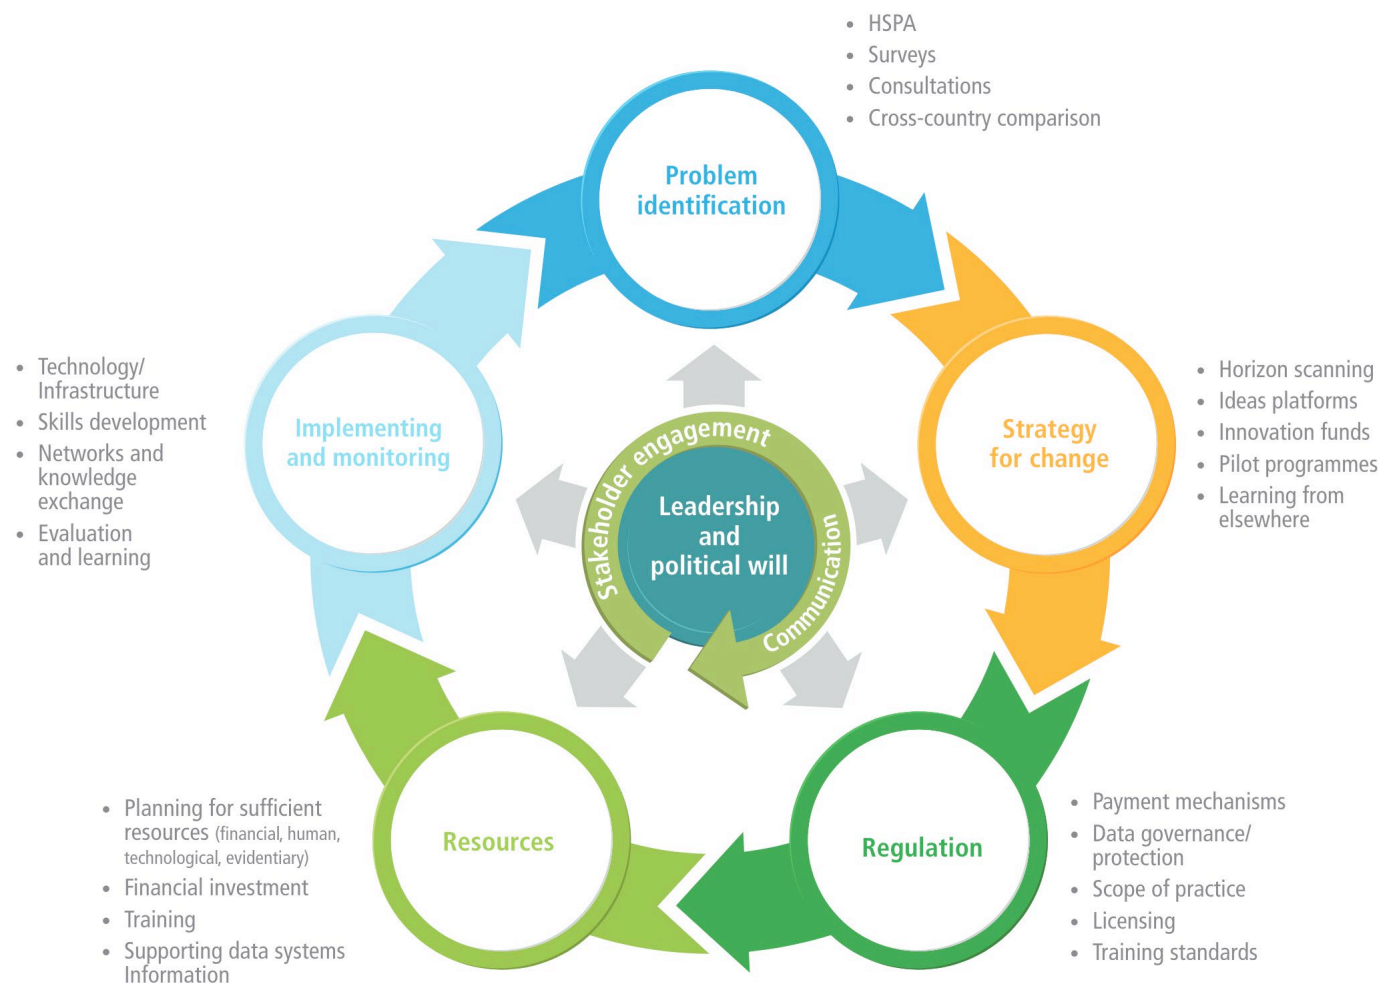 • HSPA
• Surveys
• Consultations
• Cross-country comparison
Problem
identification
• Horizon scanning
• Ideas platforms
• Innovation funds
• Pilot programmes
• Learning from
elsewhere
Strategy
for change
• Payment mechanisms
• Data governance/
protection
• Scope of practice
• Licensing
• Training standards
Regulation
• Planning for sufficient
resources (financial, human,
technological, evidentiary)
• Financial investment
• Training
• Supporting data systems
Information
Resources
• Technology/
Infrastructure
• Skills development
• Networks and
knowledge
exchange
• Evaluation
and learning
Implementing
and monitoring
Stakeholder engagement
Communication
Leadership
and
political will